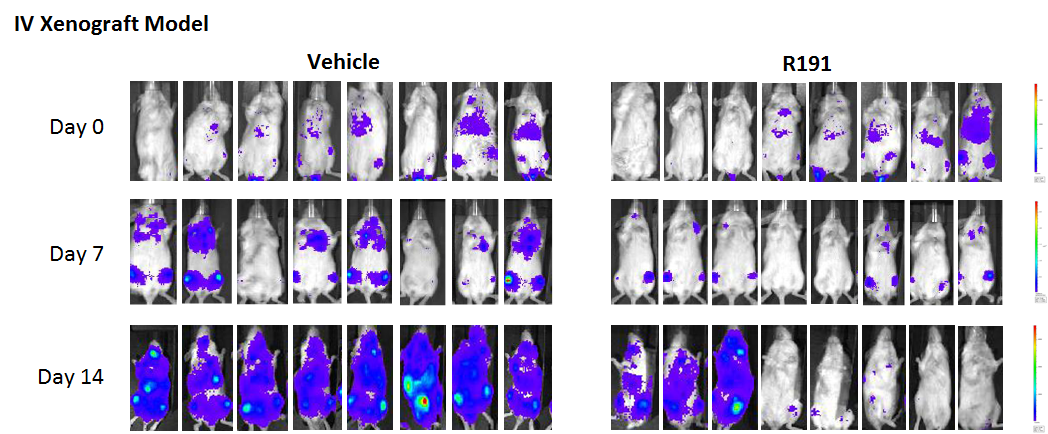 IV Xenograft Model
Vehicle
R191
Day 0
Day 7
Day 14